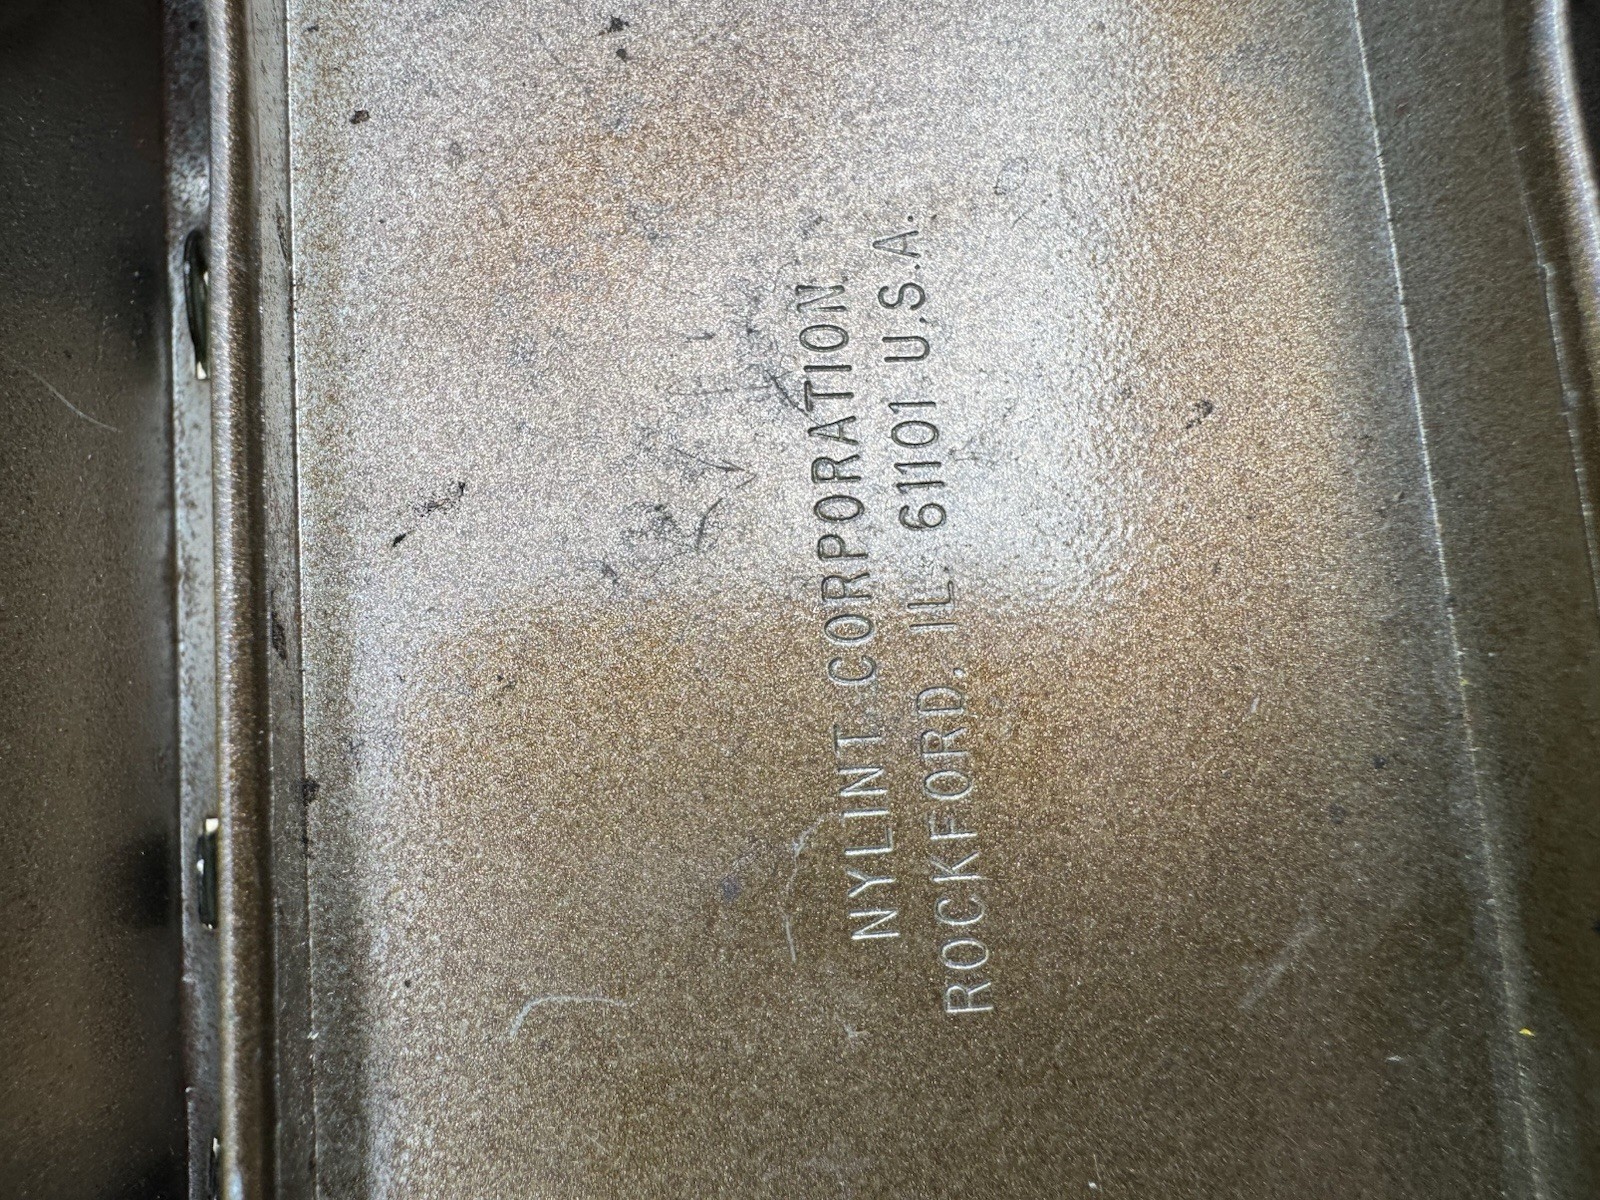 NYLINT CORPORATION
ROCKFORD. IL. 61101 U.S.A.